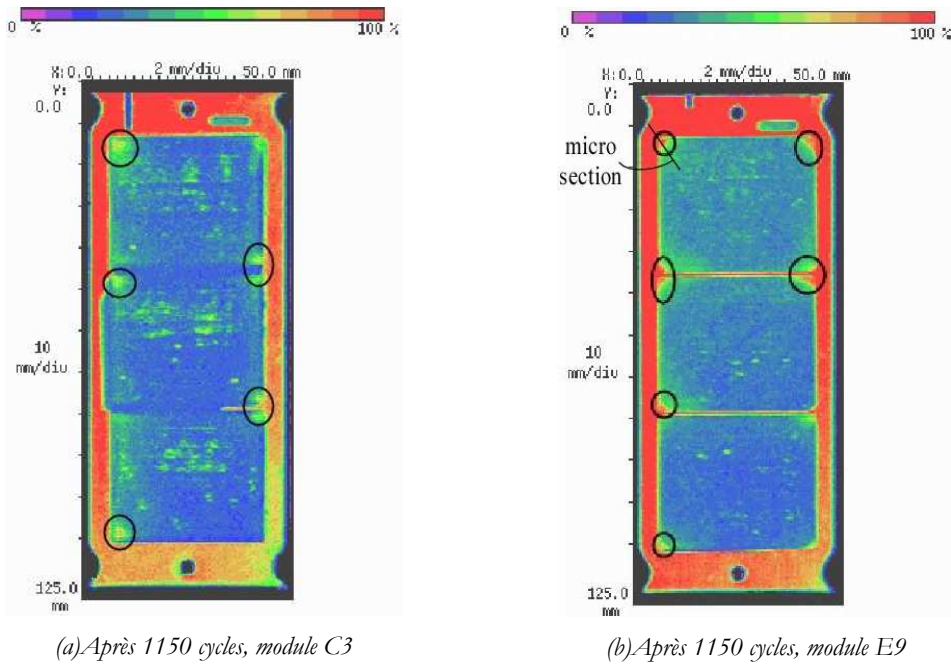 0 %
100 %
X:0.0 2 mm/div 50.0 mm
Y:
0.0
10
mm/div
125.0
mm
(a)Après 1150 cycles, module C3
0 %
100 %
X:0.0 2 mm/div 50.0 mm
Y:
0.0
micro
section
10
mm/div
125.0
mm
(b)Après 1150 cycles, module E9